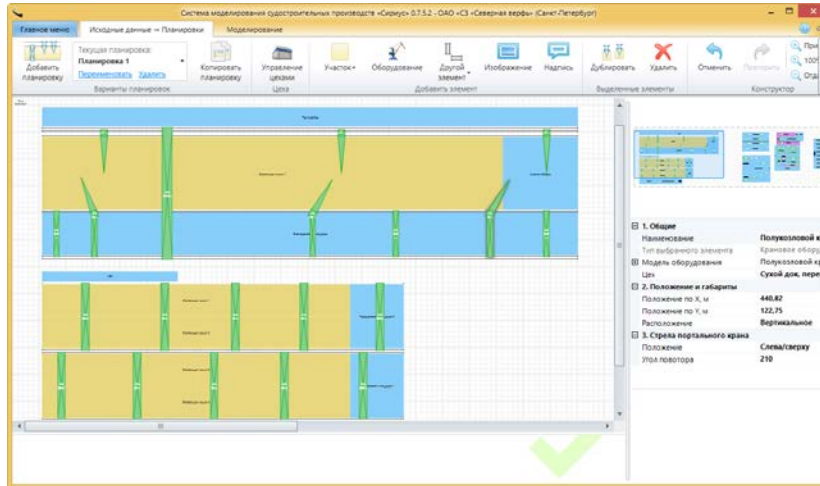 Система моделирования судостроительных производств «Сириус» 0.7.5.2 - ОАО «СЗ «Северная верфь» (Санкт-Петербург)
Главное меню Исходные данные → Планировки Моделирование
Добавить планировку
Текущая планировка:
Планировка 1
Переименовать Удалить
Копировать планировку
Управление цехами
Участок
Оборудование
Другой элемент
Изображение
Надпись
Дублировать
Удалить
Отменить
Повторить
При
100%
Отда
Варианты планировок Цеха Добавить элемент Выделенные элементы Конструктор
1. Общие
Наименование Полукозловой к
Тип выбранного элемента Крановое обору
Модель оборудования Полукозловой кр
Цех Сухой док, пере
2. Положение и габариты
Положение по X, м 440,82
Положение по Y, м 122,75
Расположение Вертикальное
3. Стрела портального крана
Положение Слева/сверху
Угол повотора 210